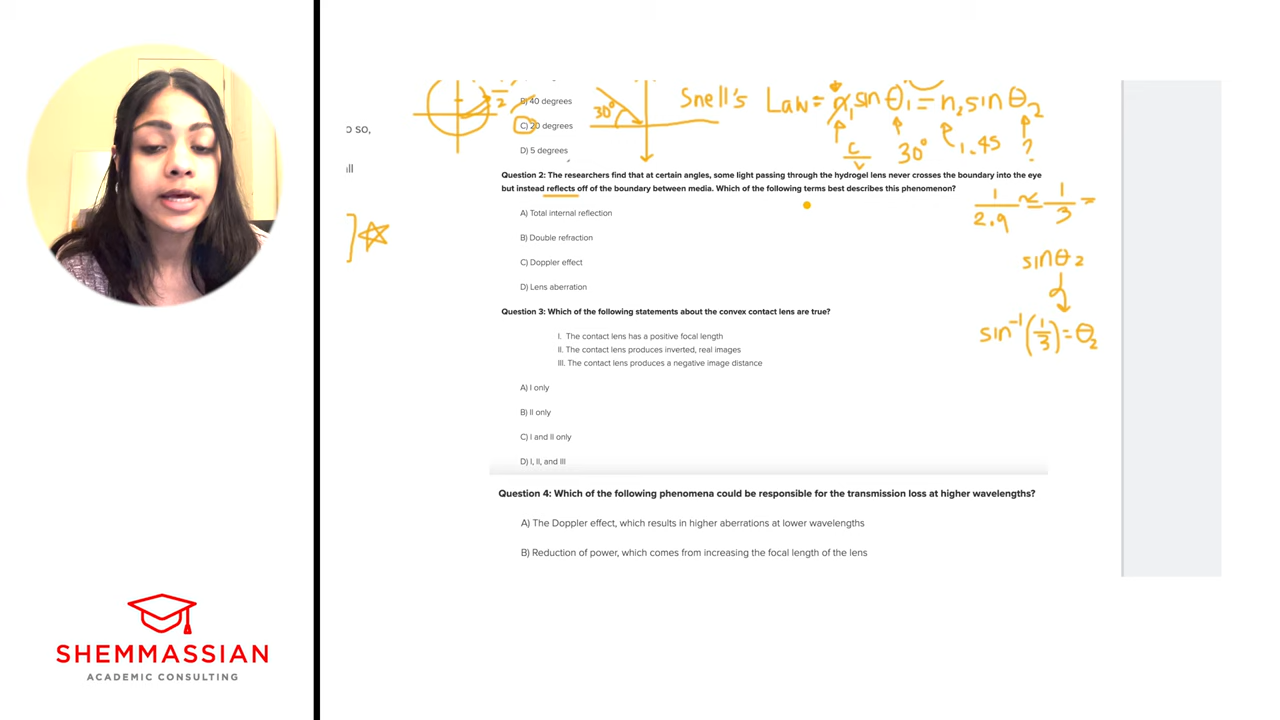 o so,
all
30°
Snell's Law = n₁sinθ₁ = n₂sinθ₂
c/v 30° 1.45 ?
B) 40 degrees
C) 20 degrees
D) 5 degrees
Question 2: The researchers find that at certain angles, some light passing through the hydrogel lens never crosses the boundary into the eye
but instead reflects off of the boundary between media. Which of the following terms best describes this phenomenon?
A) Total internal reflection
B) Double refraction
C) Doppler effect
D) Lens aberration
1/2.9 ≈ 1/3 =
sinθ₂
sin⁻¹(1/3) = θ₂
Question 3: Which of the following statements about the convex contact lens are true?
I. The contact lens has a positive focal length
II. The contact lens produces inverted, real images
III. The contact lens produces a negative image distance
A) I only
B) II only
C) I and II only
D) I, II, and III
Question 4: Which of the following phenomena could be responsible for the transmission loss at higher wavelengths?
A) The Doppler effect, which results in higher aberrations at lower wavelengths
B) Reduction of power, which comes from increasing the focal length of the lens
SHEMMASSIAN
ACADEMIC CONSULTING